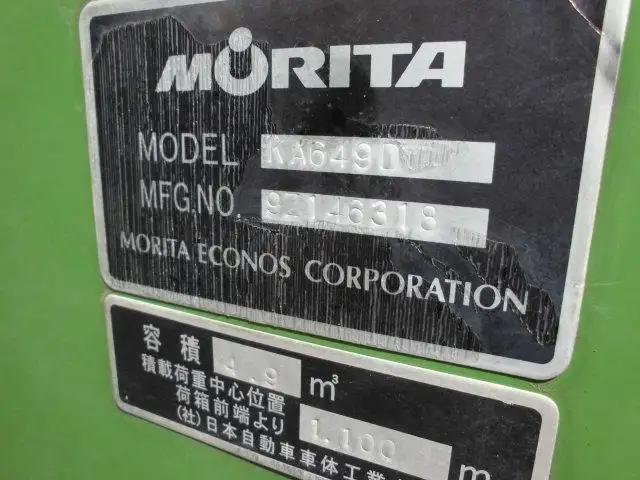 MORITA
MODEL KA649D
MFG.NO. 92146318
MORITA ECONOS CORPORATION
容積 4.9 m³
積載荷重中心位置
荷箱前端より 1,100 m
(社)日本自動車車体工業